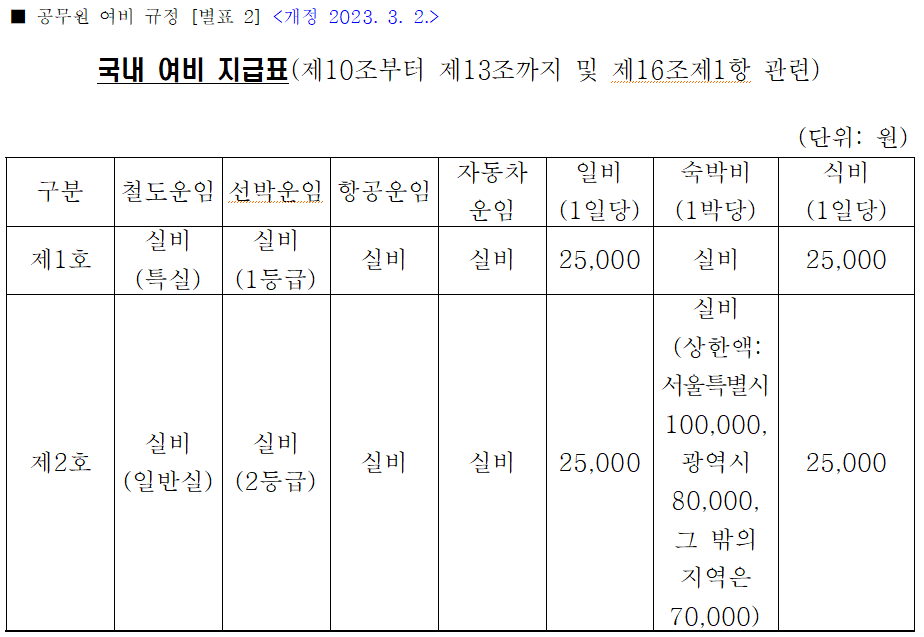 ■ 공무원 여비 규정 [별표 2] <개정 2023. 3. 2.>
국내 여비 지급표(제10조부터 제13조까지 및 제16조제1항 관련)
(단위: 원)
구분 철도운임 선박운임 항공운임 자동차 운임 일비 (1일당) 숙박비 (1박당) 식비 (1일당)
제1호 실비 (특실) 실비 (1등급) 실비 실비 25,000 실비 25,000
제2호 실비 (일반실) 실비 (2등급) 실비 실비 25,000 실비 (상한액: 서울특별시 100,000, 광역시 80,000, 그 밖의 지역은 70,000) 25,000